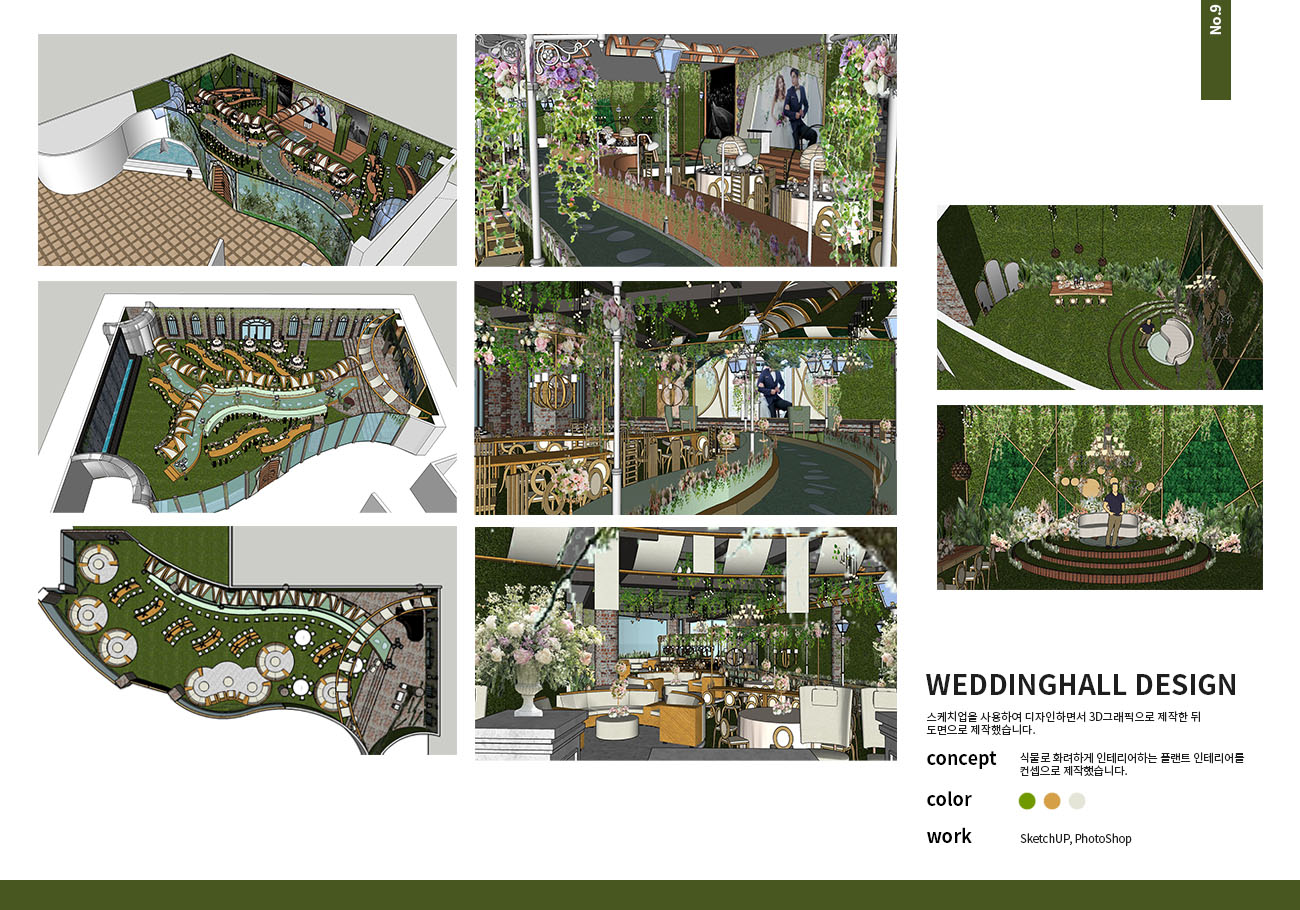 No.9
WEDDINGHALL DESIGN
스케치업을 사용하여 디자인하면서 3D그래픽으로 제작한 뒤
도면으로 제작했습니다.
concept
식물로 화려하게 인테리어하는 플랜트 인테리어를
컨셉으로 제작했습니다.
color
work
SketchUP, PhotoShop